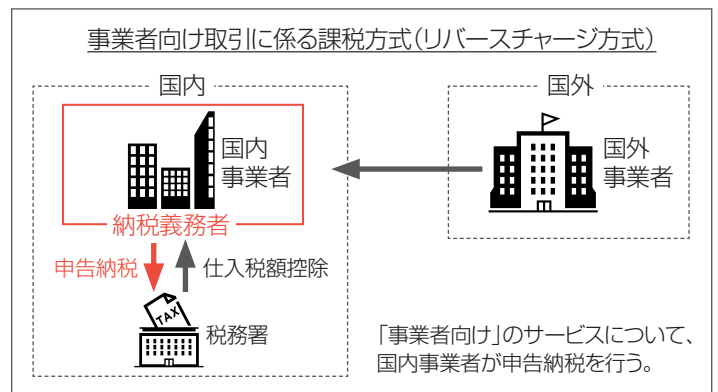 事業者向け取引に係る課税方式(リバースチャージ方式)
国内
国外
国内
事業者
国外
事業者
納税義務者
申告納税
仕入税額控除
TAX
税務署
「事業者向け」のサービスについて、
国内事業者が申告納税を行う。